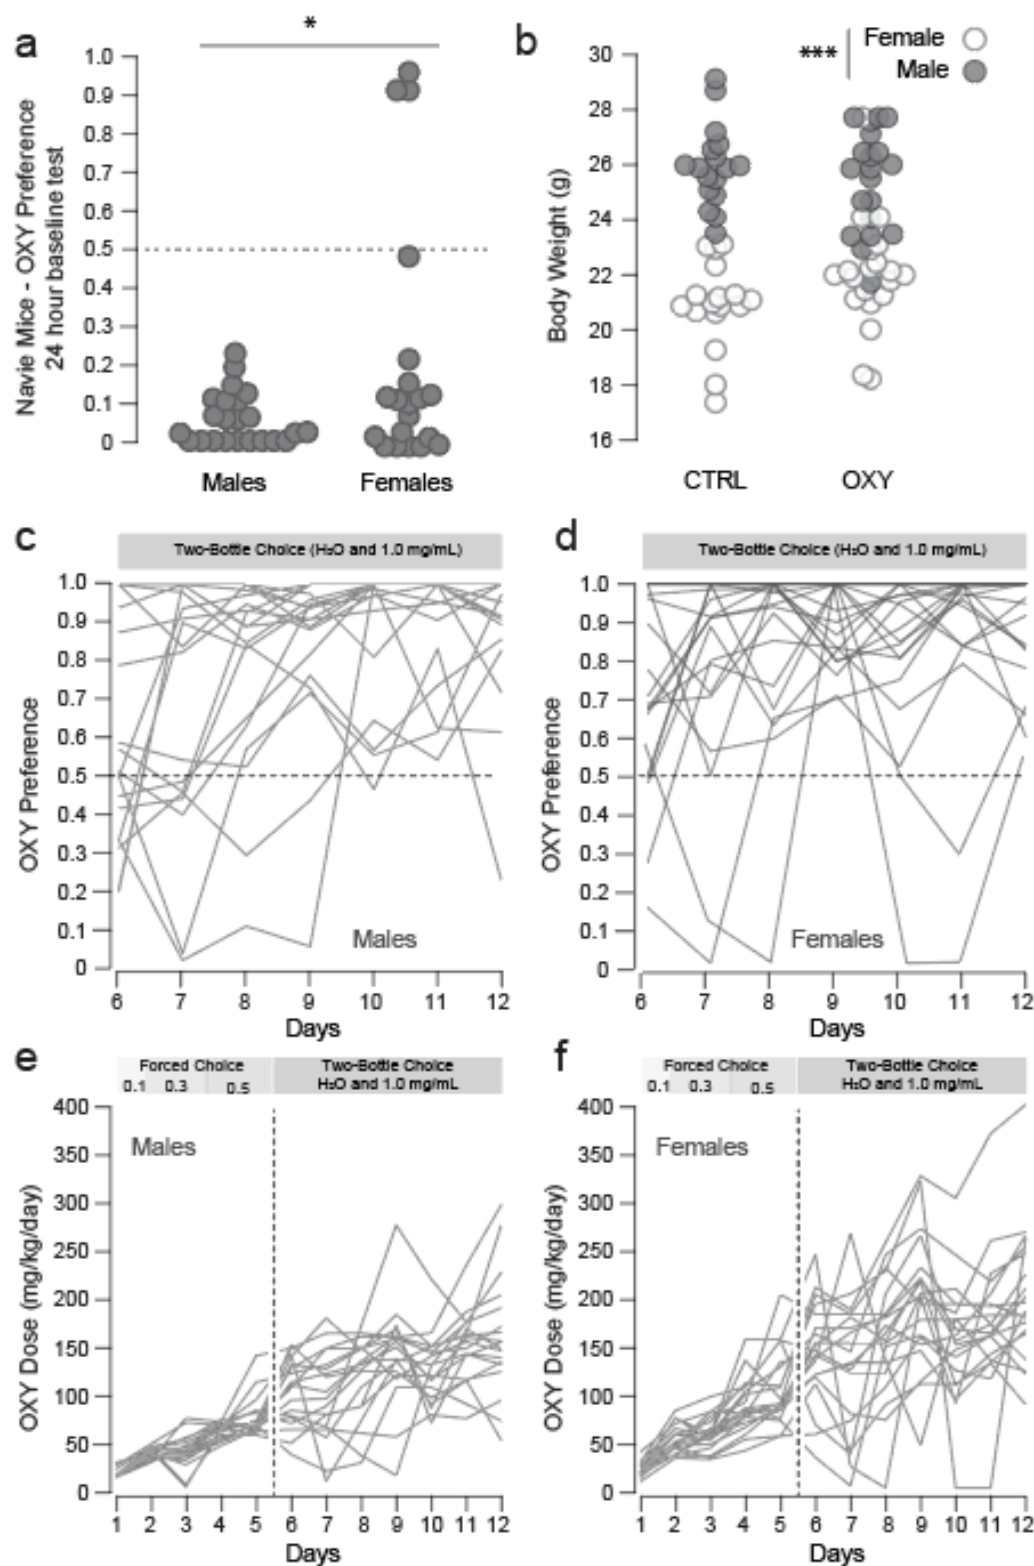 a
*
Navie Mice - OXY Preference
24 hour baseline test
1.0
0.9
0.8
0.7
0.6
0.5
0.4
0.3
0.2
0.1
0
Males
Females
b
***
Female
Male
Body Weight (g)
30
28
26
24
22
20
18
16
CTRL
OXY
c
Two-Bottle Choice (H₂O and 1.0 mg/mL)
OXY Preference
1.0
0.9
0.8
0.7
0.6
0.5
0.4
0.3
0.2
0.1
0
Males
6 7 8 9 10 11 12
Days
d
Two-Bottle Choice (H₂O and 1.0 mg/mL)
OXY Preference
1.0
0.9
0.8
0.7
0.6
0.5
0.4
0.3
0.2
0.1
0
Females
6 7 8 9 10 11 12
Days
e
Forced Choice
0.1 0.3 0.5
Two-Bottle Choice
H₂O and 1.0 mg/mL
Males
OXY Dose (mg/kg/day)
400
350
300
250
200
150
100
50
0
1 2 3 4 5 6 7 8 9 10 11 12
Days
f
Forced Choice
0.1 0.3 0.5
Two-Bottle Choice
H₂O and 1.0 mg/mL
Females
OXY Dose (mg/kg/day)
400
350
300
250
200
150
100
50
0
1 2 3 4 5 6 7 8 9 10 11 12
Days